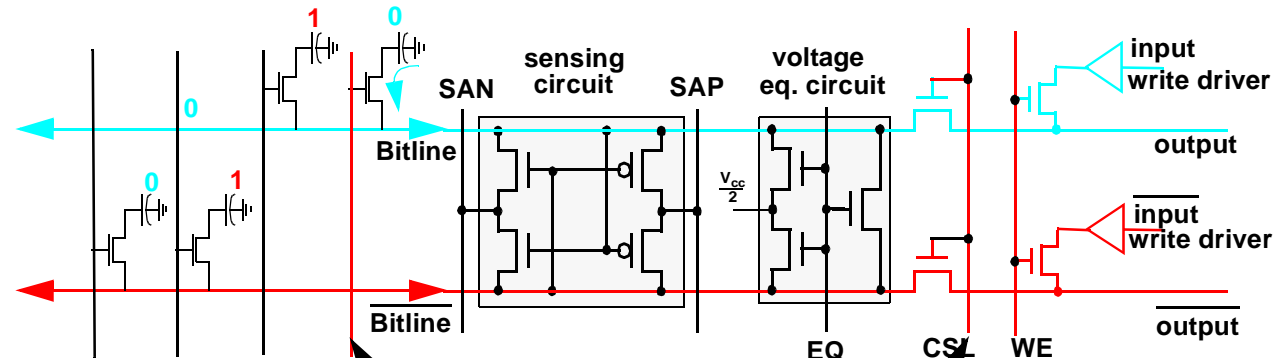 1
0
sensing
circuit
voltage
eq. circuit
input
write driver
SAN
SAP
0
Bitline
output
0
1
Vcc
2
input
write driver
Bitline
output
EQ
CSL
WE